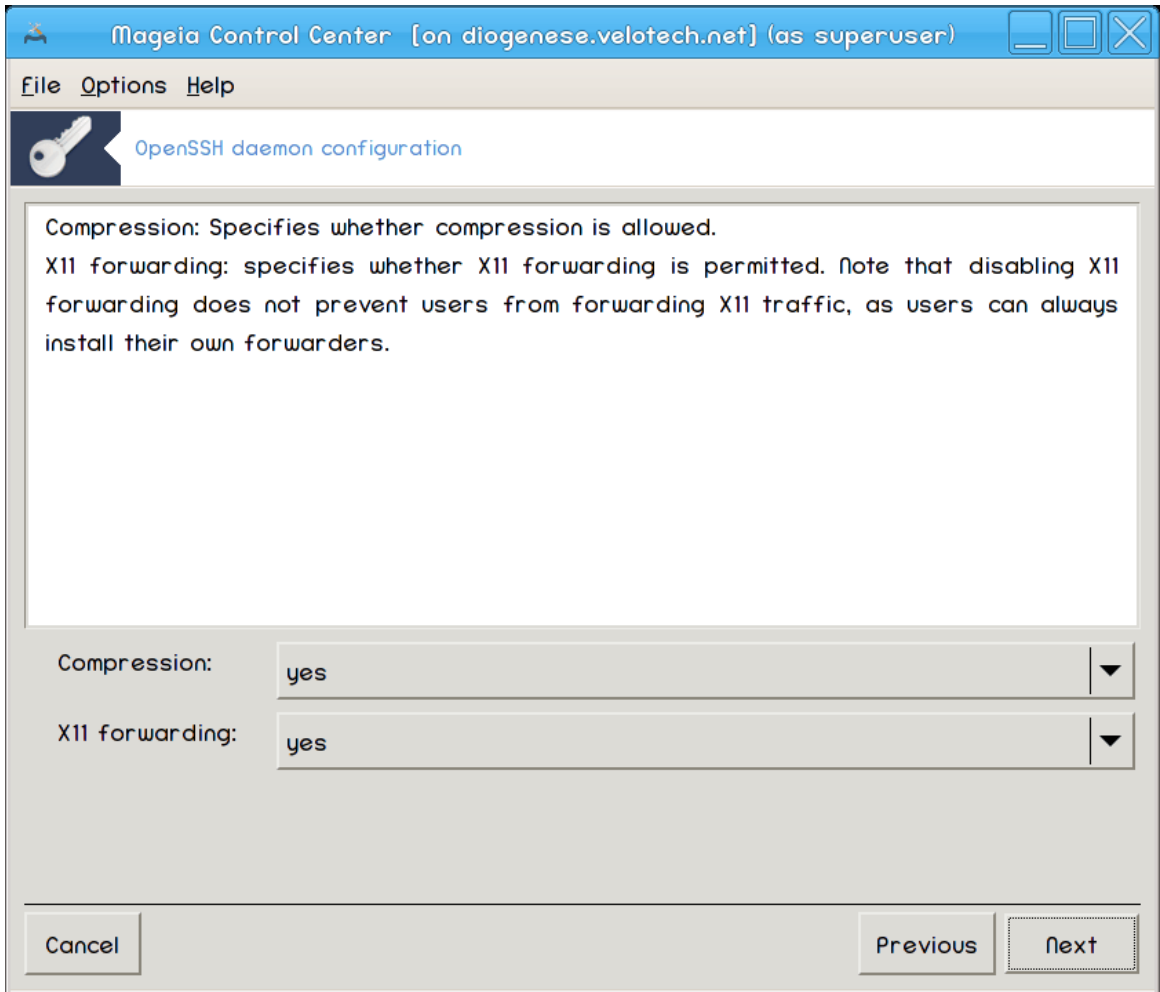 Mageia Control Center [on diogenese.velotech.net] (as superuser)
File Options Help
OpenSSH daemon configuration
Compression: Specifies whether compression is allowed.
X11 forwarding: specifies whether X11 forwarding is permitted. Note that disabling X11
forwarding does not prevent users from forwarding X11 traffic, as users can always
install their own forwarders.
Compression:
yes
X11 forwarding:
yes
Cancel
Previous
Next